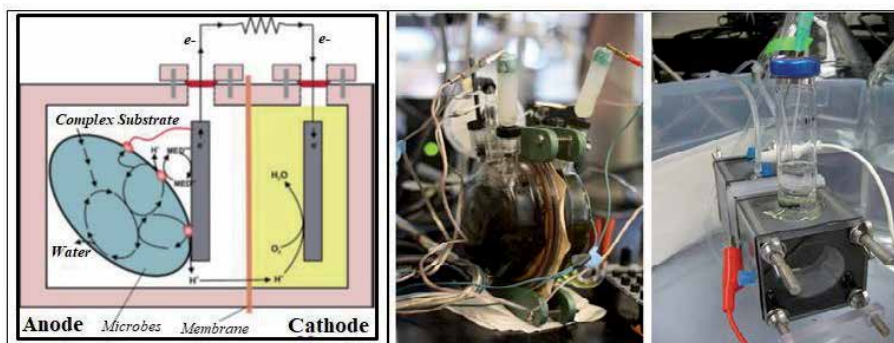 e- e-
Complex Substrate
H⁺ MED
MED
e⁻ e⁻
H₂O
O₂
Water
H⁺ H⁺
Anode Microbes Membrane Cathode